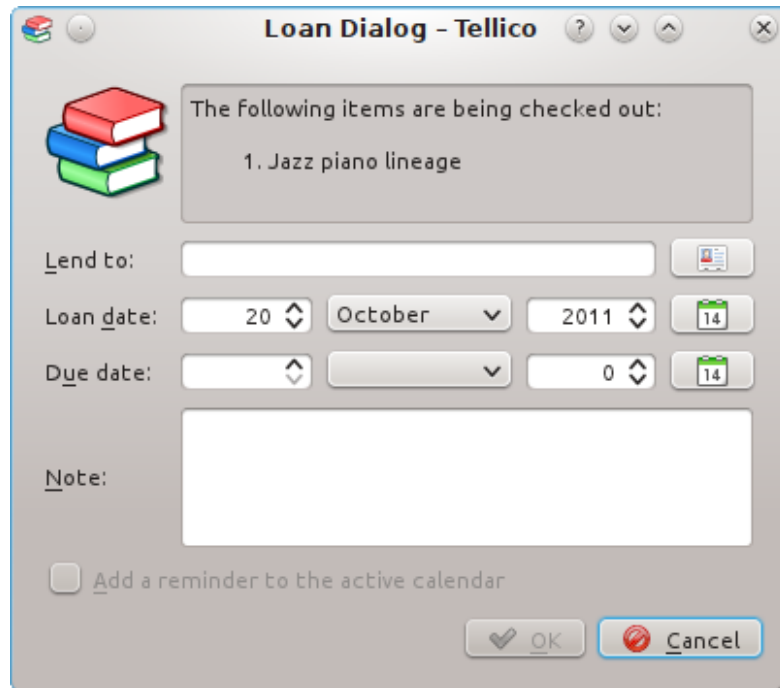 Loan Dialog – Tellico
The following items are being checked out:
1. Jazz piano lineage
Lend to:
Loan date: 20 October 2011 14
Due date: 0 14
Note:
Add a reminder to the active calendar
OK Cancel